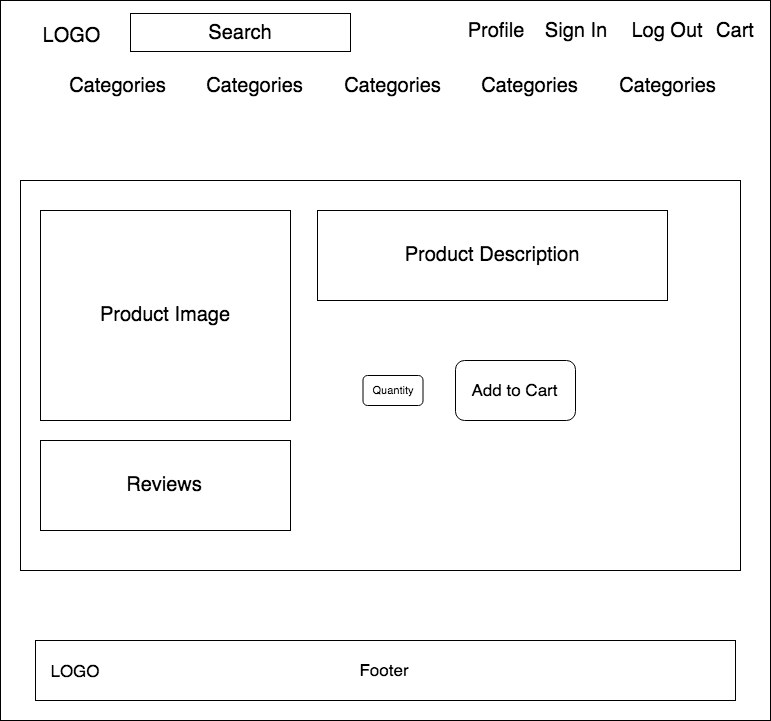 LOGO
Search
Profile
Sign In
Log Out
Cart
Categories
Categories
Categories
Categories
Categories
Product Image
Product Description
Quantity
Add to Cart
Reviews
LOGO
Footer